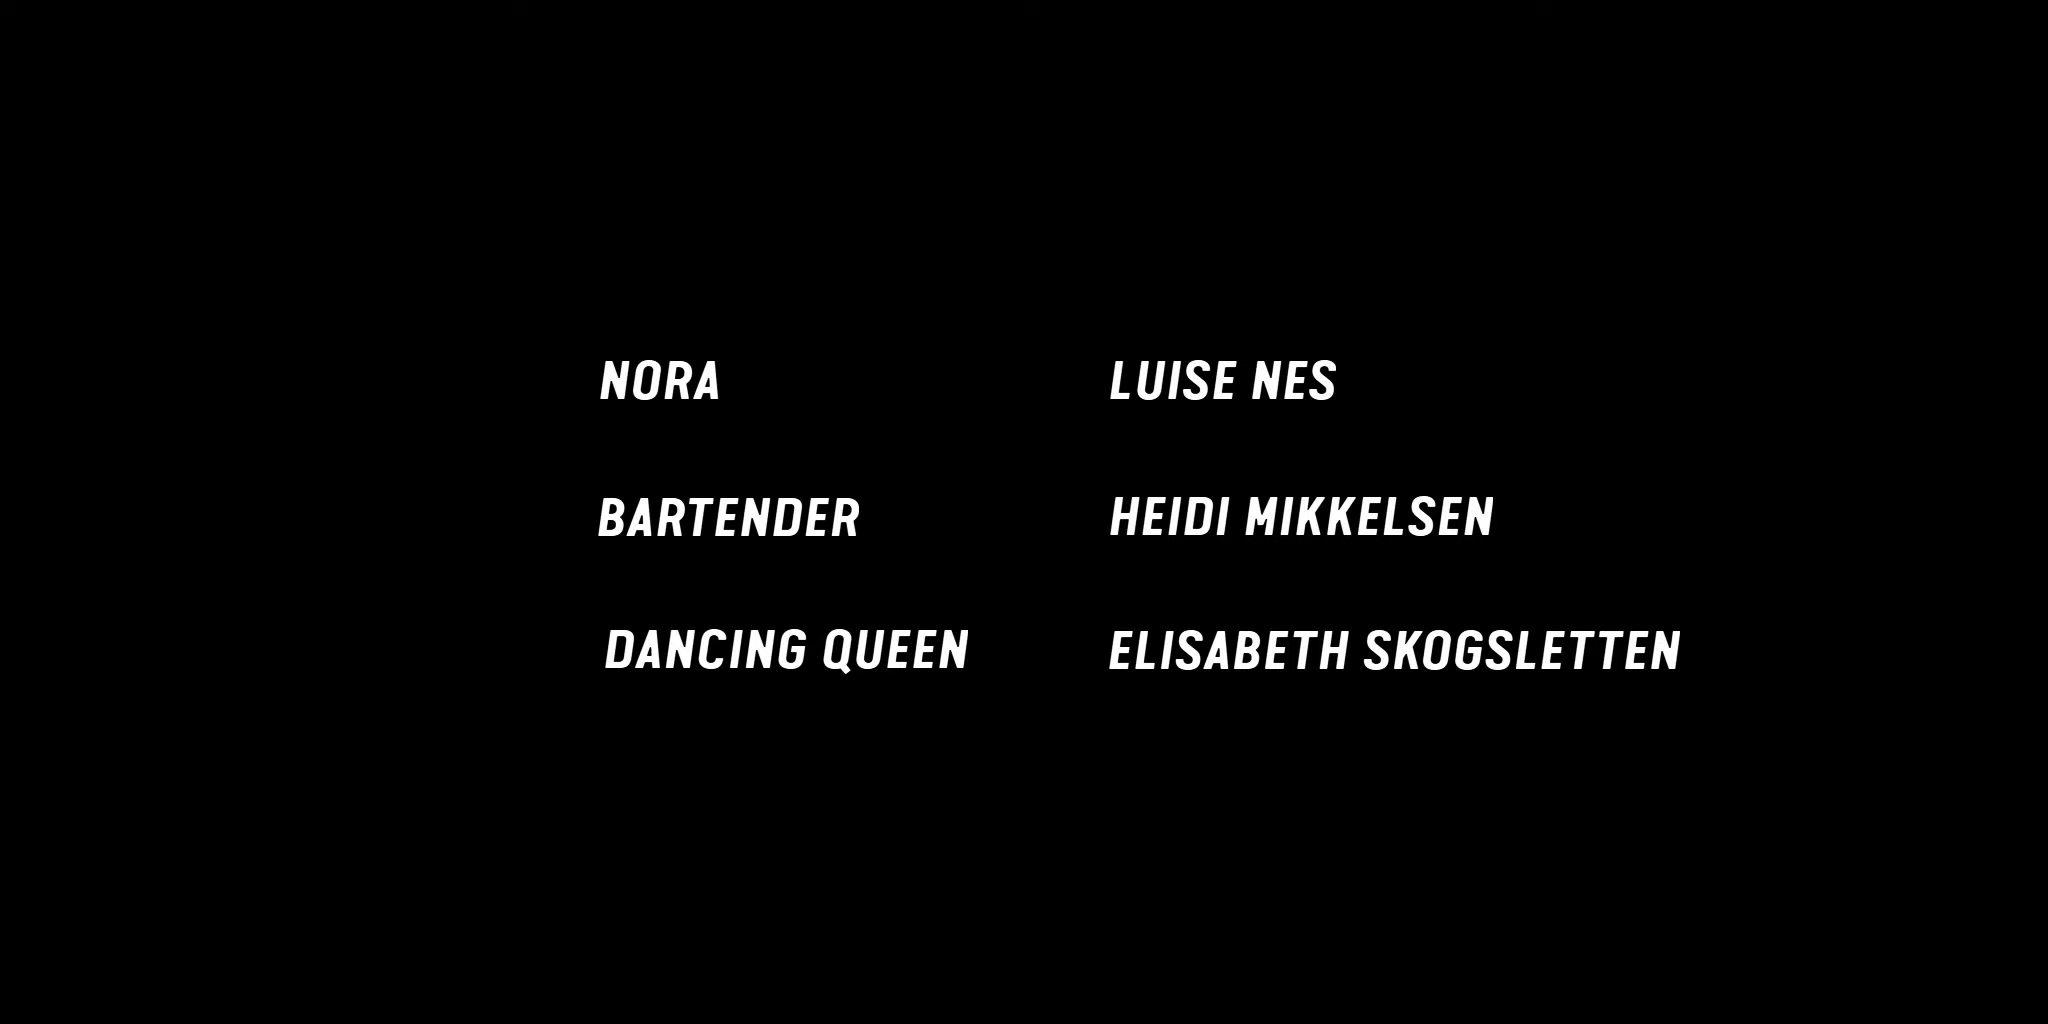 NORA LUISE NES
BARTENDER HEIDI MIKKELSEN
DANCING QUEEN ELISABETH SKOGSLETTEN